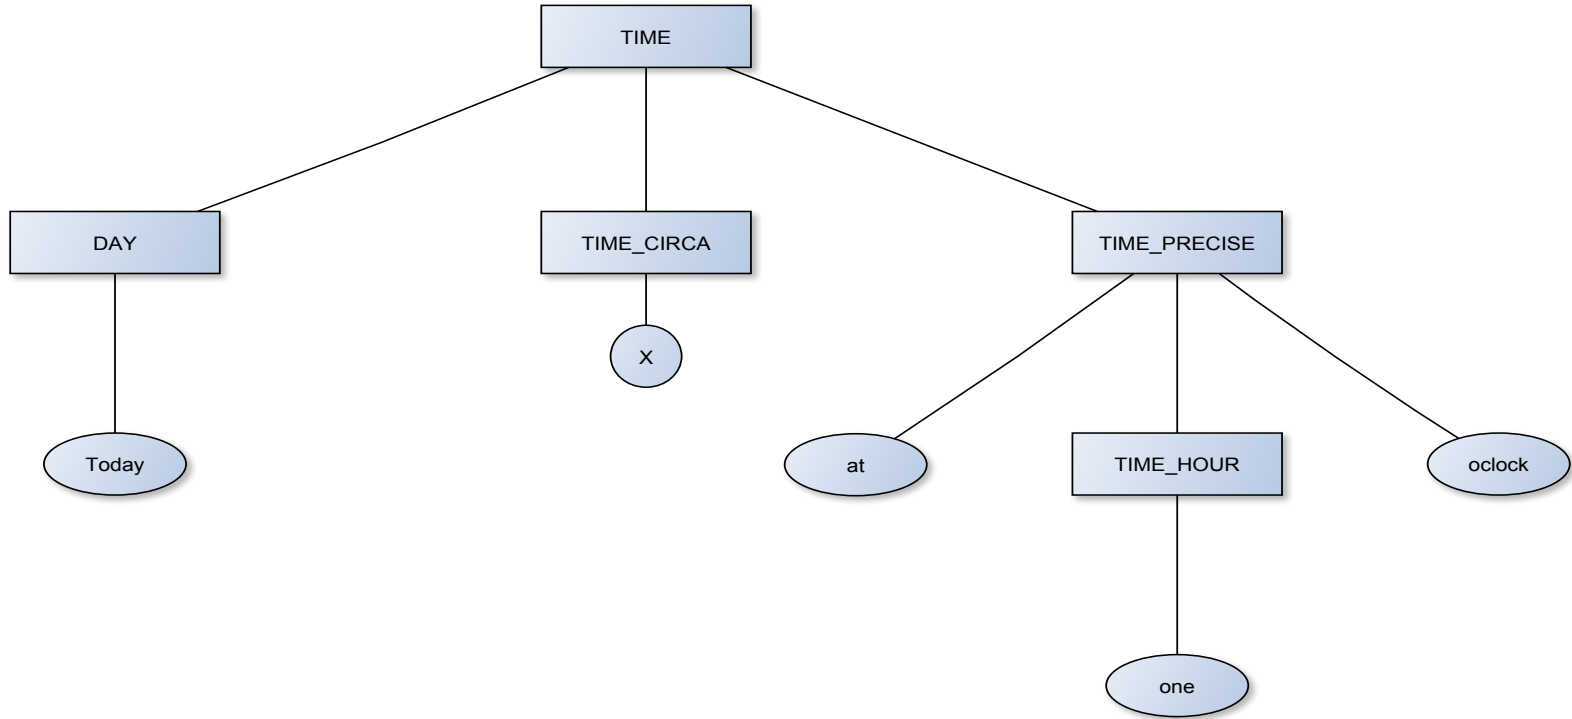 TIME
DAY
TIME_CIRCA
TIME_PRECISE
X
Today
at
TIME_HOUR
oclock
one